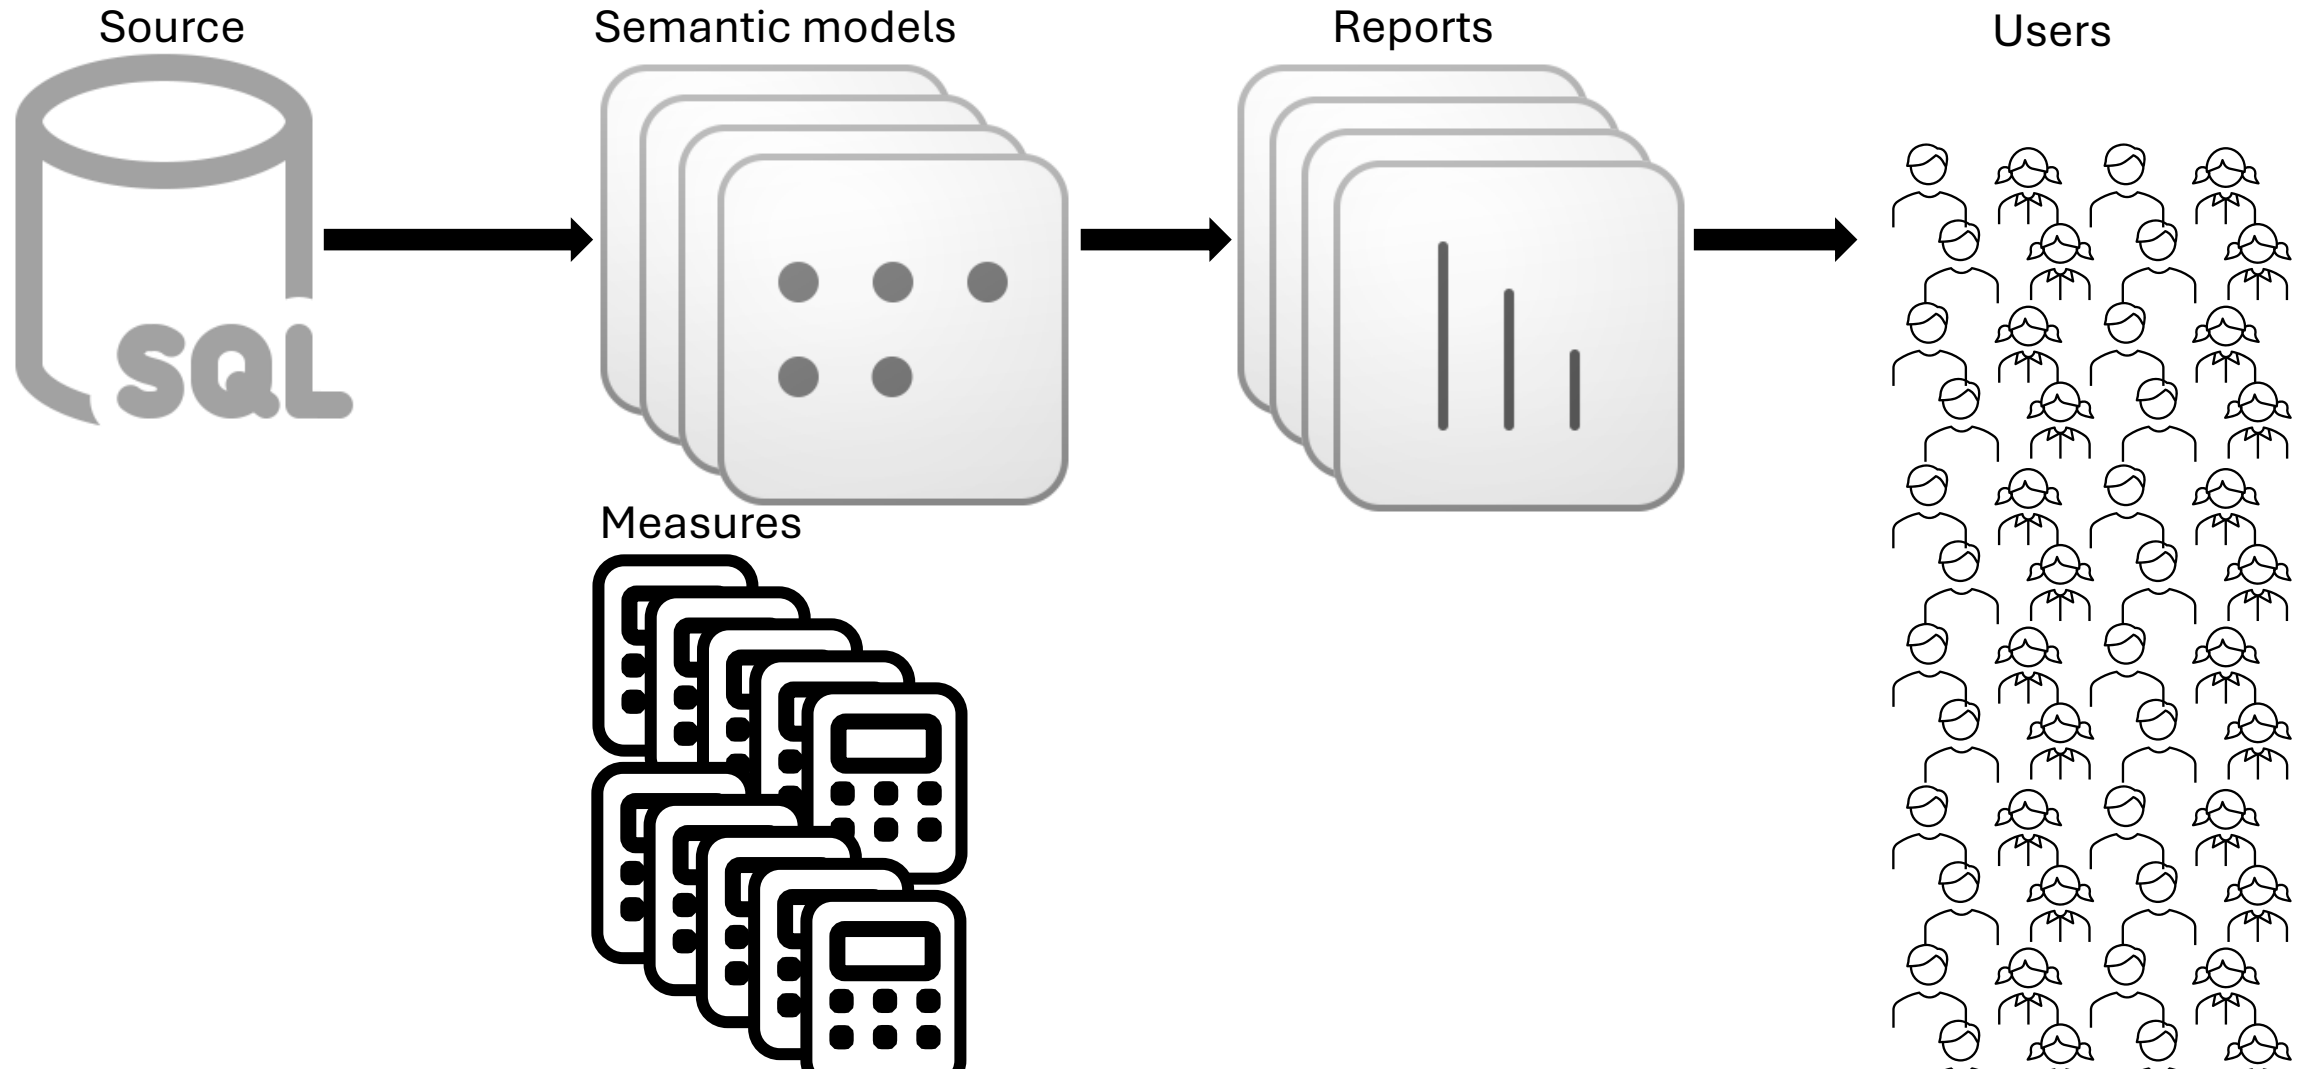 Source
Semantic models
Reports
Users
SQL
Measures